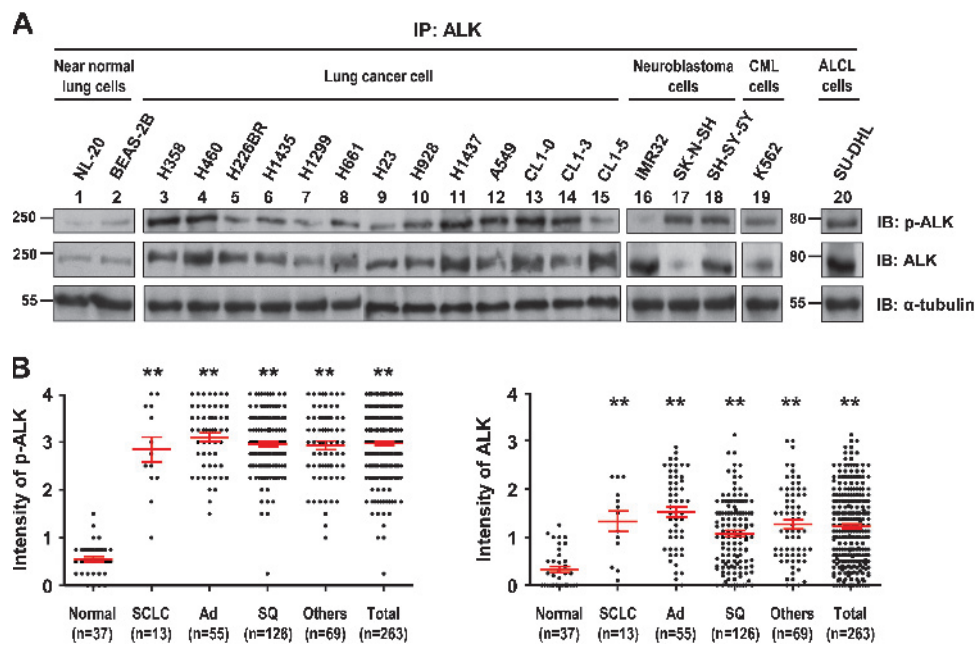 A
IP: ALK
Near normal lung cells
Lung cancer cell
Neuroblastoma cells
CML cells
ALCL cells
NL-20 BEAS-2B H358 H460 H226BR H1435 H1299 H661 H23 H928 H1437 A549 CL1-0 CL1-3 CL1-5 IMR32 SK-N-SH SH-SY-5Y K562 SU-DHL
1 2 3 4 5 6 7 8 9 10 11 12 13 14 15 16 17 18 19 20
250 80 IB: p-ALK
250 80 IB: ALK
55 55 IB: α-tubulin
B
** ** ** ** **
Intensity of p-ALK
4
3
2
1
0
Normal SCLC Ad SQ Others Total
(n=37) (n=13) (n=55) (n=126) (n=69) (n=263)
** ** ** ** **
Intensity of ALK
4
3
2
1
0
Normal SCLC Ad SQ Others Total
(n=37) (n=13) (n=55) (n=126) (n=69) (n=263)